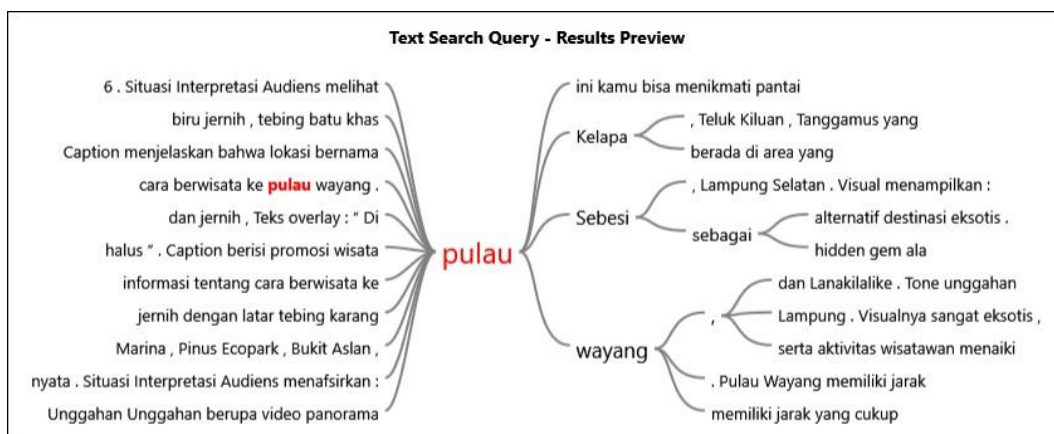 Text Search Query - Results Preview
6 . Situasi Interpretasi Audiens melihat
biru jernih , tebing batu khas
Caption menjelaskan bahwa lokasi bernama
cara berwisata ke pulau wayang .
dan jernih , Teks overlay : " Di
halus " . Caption berisi promosi wisata
informasi tentang cara berwisata ke
jernih dengan latar tebing karang
Marina , Pinus Ecopark , Bukit Aslan ,
nyata . Situasi Interpretasi Audiens menafsirkan :
Unggahan Unggahan berupa video panorama
pulau
ini kamu bisa menikmati pantai
Kelapa
, Teluk Kiluan , Tanggamus yang
berada di area yang
Sebesi
, Lampung Selatan . Visual menampilkan :
sebagai
alternatif destinasi eksotis .
hidden gem ala
wayang
,
dan Lanakilalike . Tone unggahan
Lampung . Visualnya sangat eksotis ,
serta aktivitas wisatawan menaiki
. Pulau Wayang memiliki jarak
memiliki jarak yang cukup